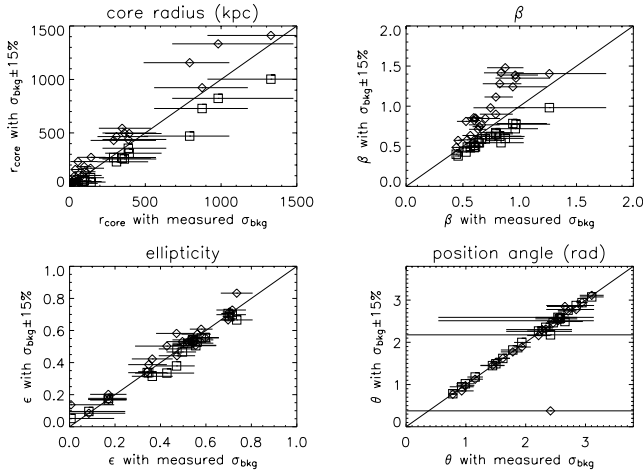 core radius (kpc)
r_core with σ_bkg±15%
1500
1000
500
0
0 500 1000 1500
r_core with measured σ_bkg
β
β with σ_bkg±15%
2.0
1.5
1.0
0.5
0.0
0.0 0.5 1.0 1.5 2.0
β with measured σ_bkg
ellipticity
ϵ with σ_bkg±15%
1.0
0.8
0.6
0.4
0.2
0.0
0.0 0.2 0.4 0.6 0.8 1.0
ϵ with measured σ_bkg
position angle (rad)
θ with σ_bkg±15%
3
2
1
0
0 1 2 3
θ with measured σ_bkg